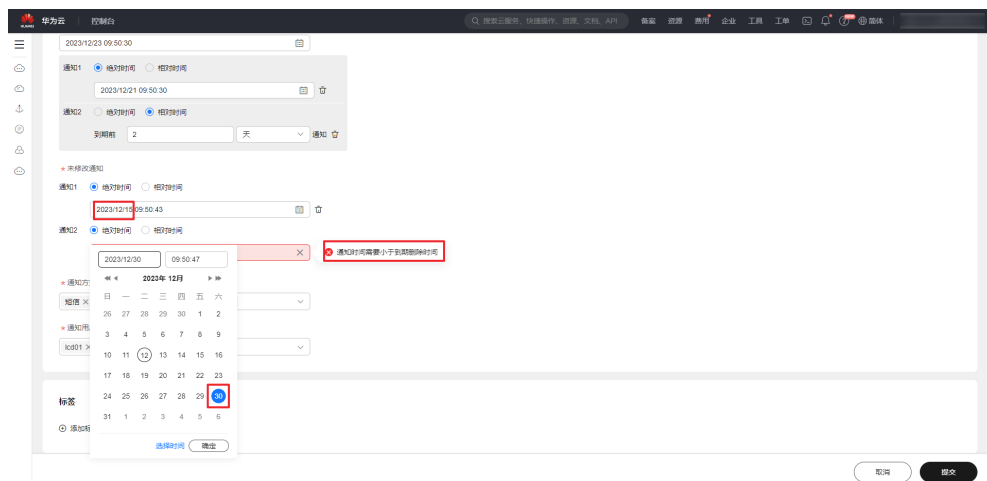 HUAWEI 华为云 控制台 搜索云服务、快捷操作、资源、文档、API 备案 资源 费用 企业 工具 工单 简体
2023/12/23 09:50:30
通知1 绝对时间 相对时间
2023/12/21 09:50:30
通知2 绝对时间 相对时间
到期前 2 天 通知
* 未修改通知
通知1 绝对时间 相对时间
2023/12/15 09:50:43
通知2 绝对时间 相对时间
通知时间需要小于到期删除时间
2023/12/30 09:50:47
2023年 12月
* 通知方
日 一 二 三 四 五 六
短信 ×
26 27 28 29 30 1 2
* 通知用
3 4 5 6 7 8 9
lcd01 ×
10 11 12 13 14 15 16
17 18 19 20 21 22 23
标签
24 25 26 27 28 29 30
31 1 2 3 4 5 6
添加标
选择时间 确定
取消 提交